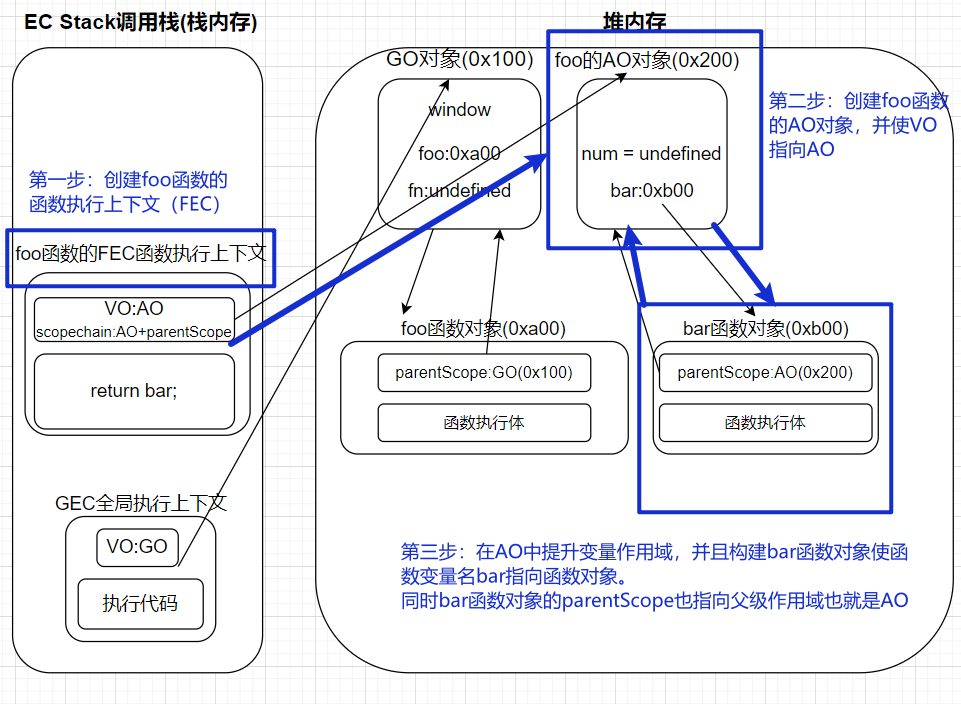 EC Stack调用栈(栈内存)
第一步：创建foo函数的
函数执行上下文（FEC）
foo函数的FEC函数执行上下文
VO:AO
scopechain:AO+parentScope
return bar;
GEC全局执行上下文
VO:GO
执行代码
堆内存
GO对象(0x100)
window
foo:0xa00
fn:undefined
foo的AO对象(0x200)
num = undefined
bar:0xb00
第二步：创建foo函数
的AO对象，并使VO
指向AO
foo函数对象(0xa00)
parentScope:GO(0x100)
函数执行体
bar函数对象(0xb00)
parentScope:AO(0x200)
函数执行体
第三步：在AO中提升变量作用域，并且构建bar函数对象使函
数变量名bar指向函数对象。
同时bar函数对象的parentScope也指向父级作用域也就是AO